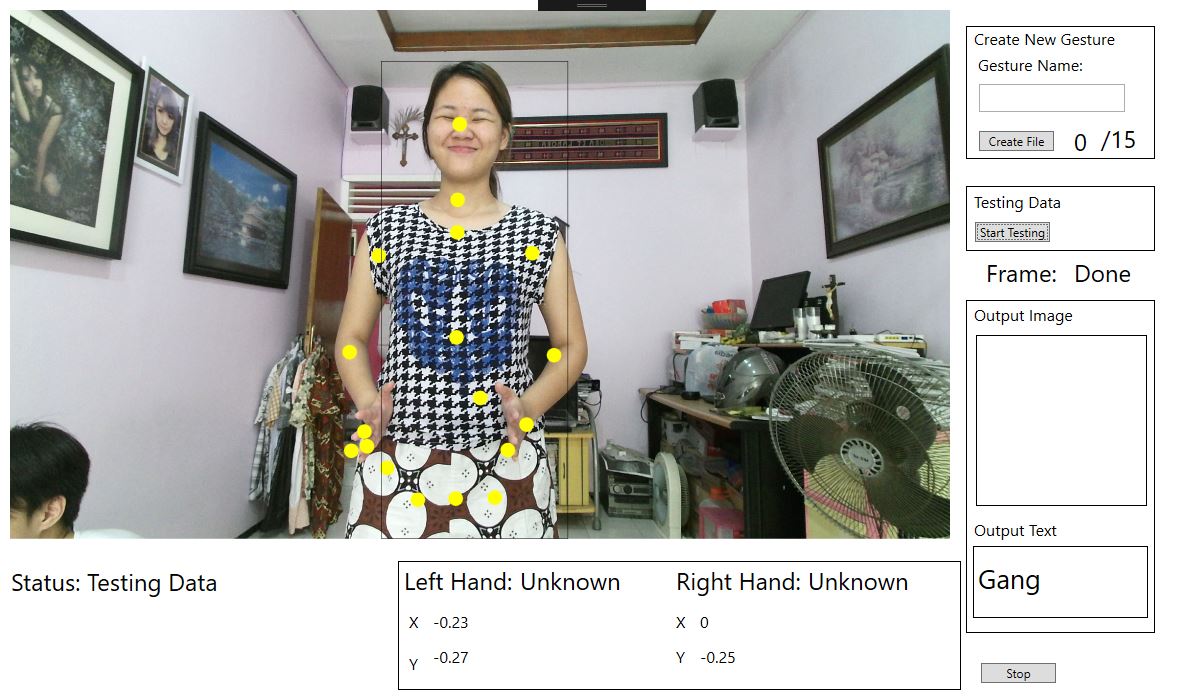 Create New Gesture
Gesture Name:
Create File 0 /15
Testing Data
Start Testing
Frame: Done
Output Image
Output Text
Gang
Stop
Status: Testing Data
Left Hand: Unknown
X -0.23
Y -0.27
Right Hand: Unknown
X 0
Y -0.25